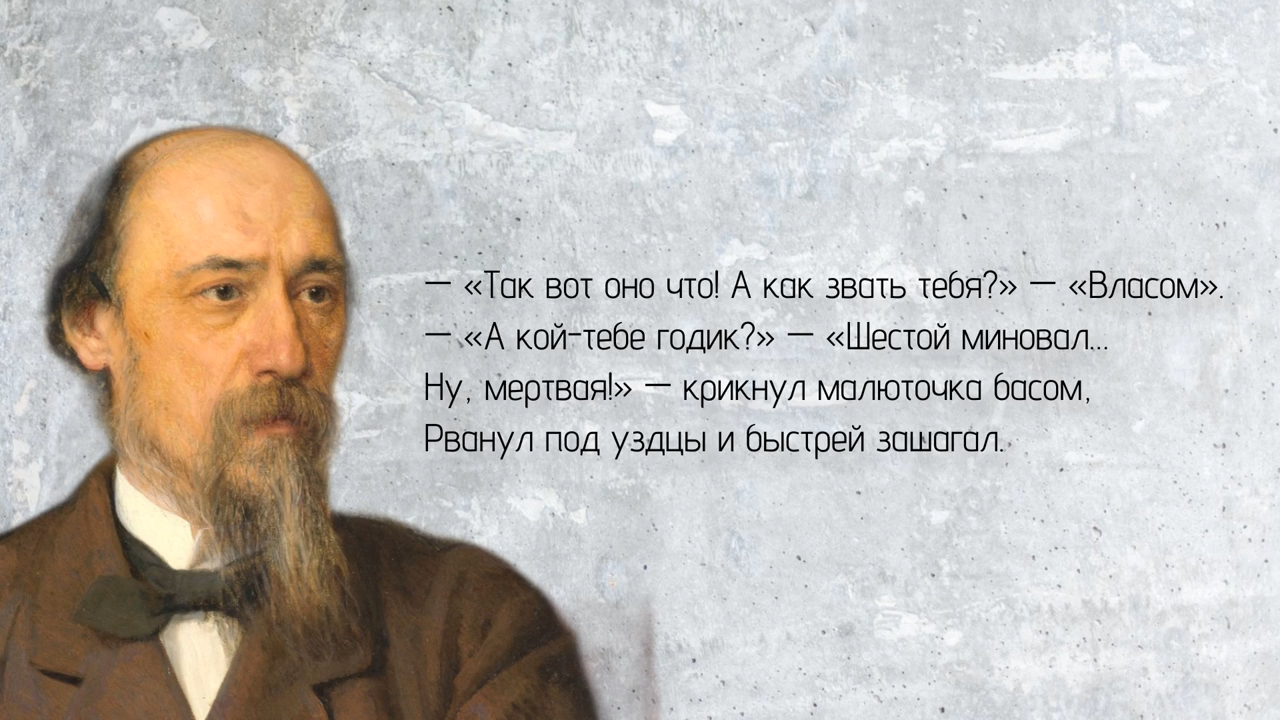 — «Так вот оно что! А как звать тебя?» — «Власом».
— «А кой-тебе годик?» — «Шестой миновал...
Ну, мертвая!» — крикнул малюточка басом,
Рванул под уздцы и быстрей зашагал.